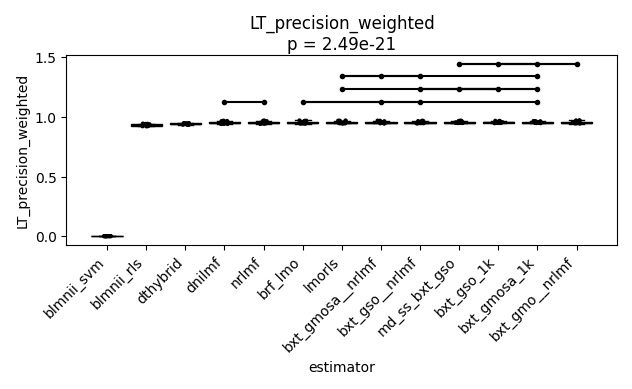 LT_precision_weighted
p = 2.49e-21
LT_precision_weighted
1.5
1.0
0.5
0.0
blmnii_svm
blmnii_rls
dthybrid
dnilmf
nrlmf
brf_lmo
lmorls
bxt_gmosa__nrlmf
bxt_gso__nrlmf
md_ss_bxt_gso
bxt_gso_1k
bxt_gmosa_1k
bxt_gmo__nrlmf
estimator